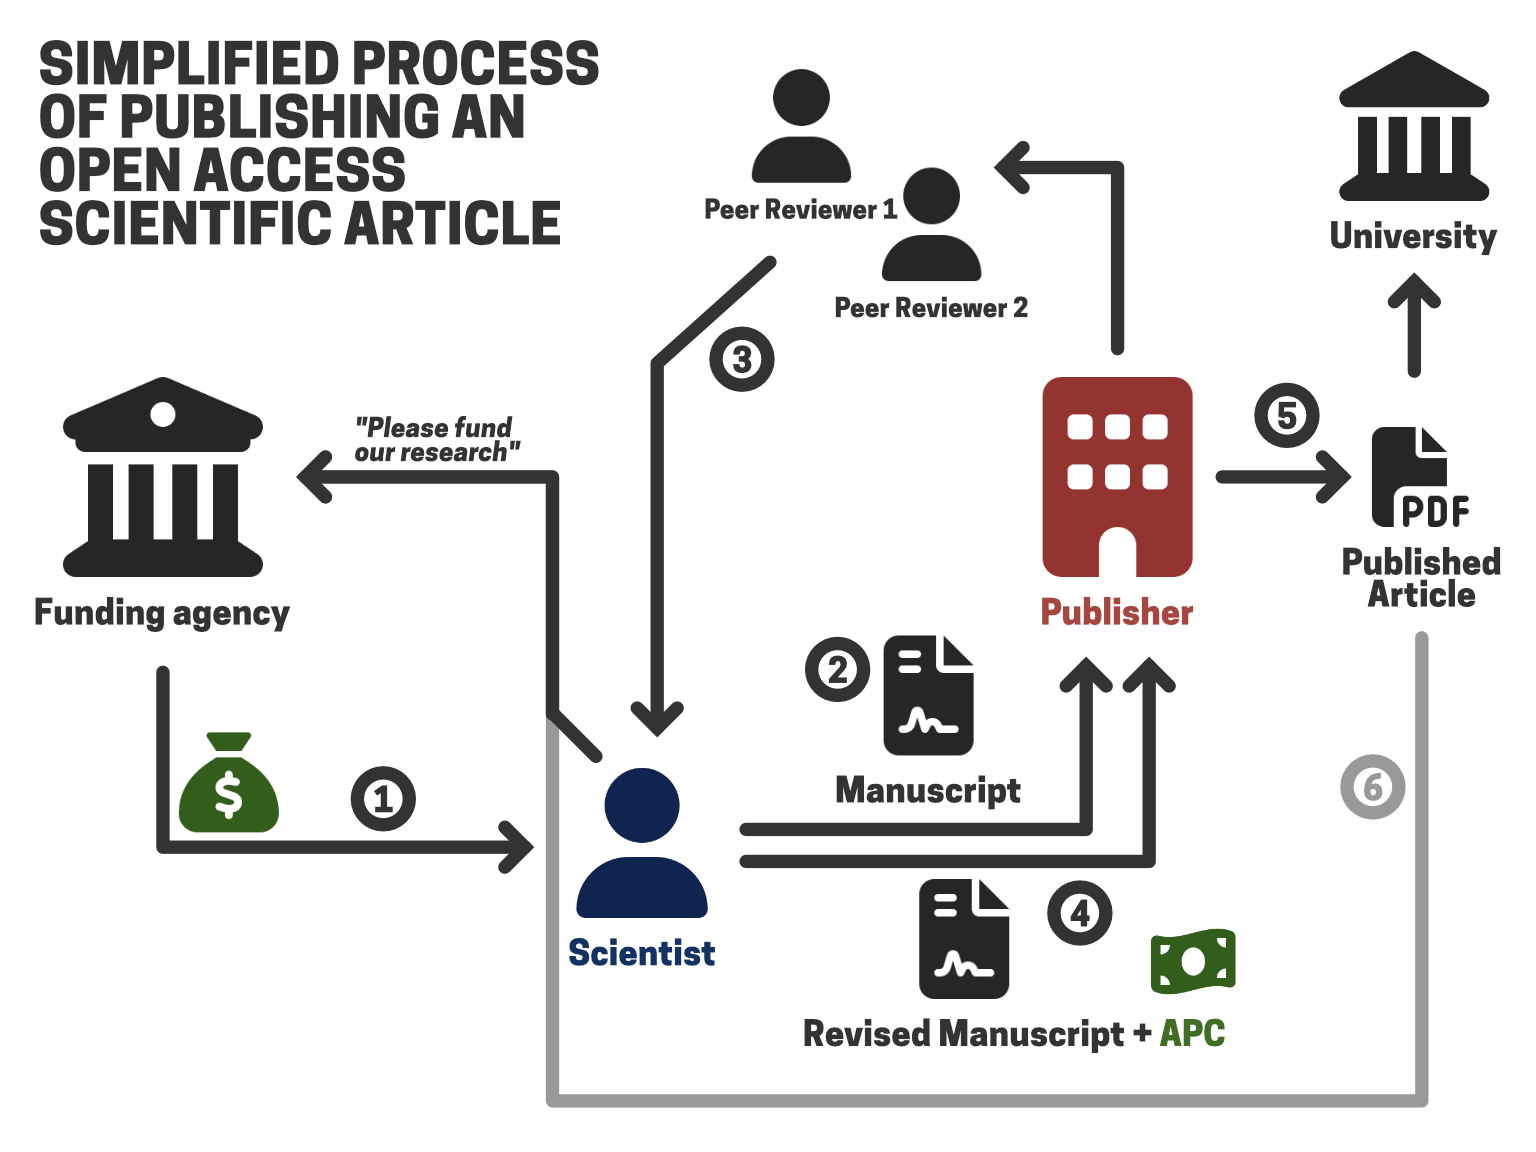 SIMPLIFIED PROCESS
OF PUBLISHING AN
OPEN ACCESS
SCIENTIFIC ARTICLE
Peer Reviewer 1
Peer Reviewer 2
University
3
"Please fund
our research"
5
PDF
Published
Article
Funding agency
Publisher
2
Manuscript
$
1
6
Scientist
4
Revised Manuscript + APC